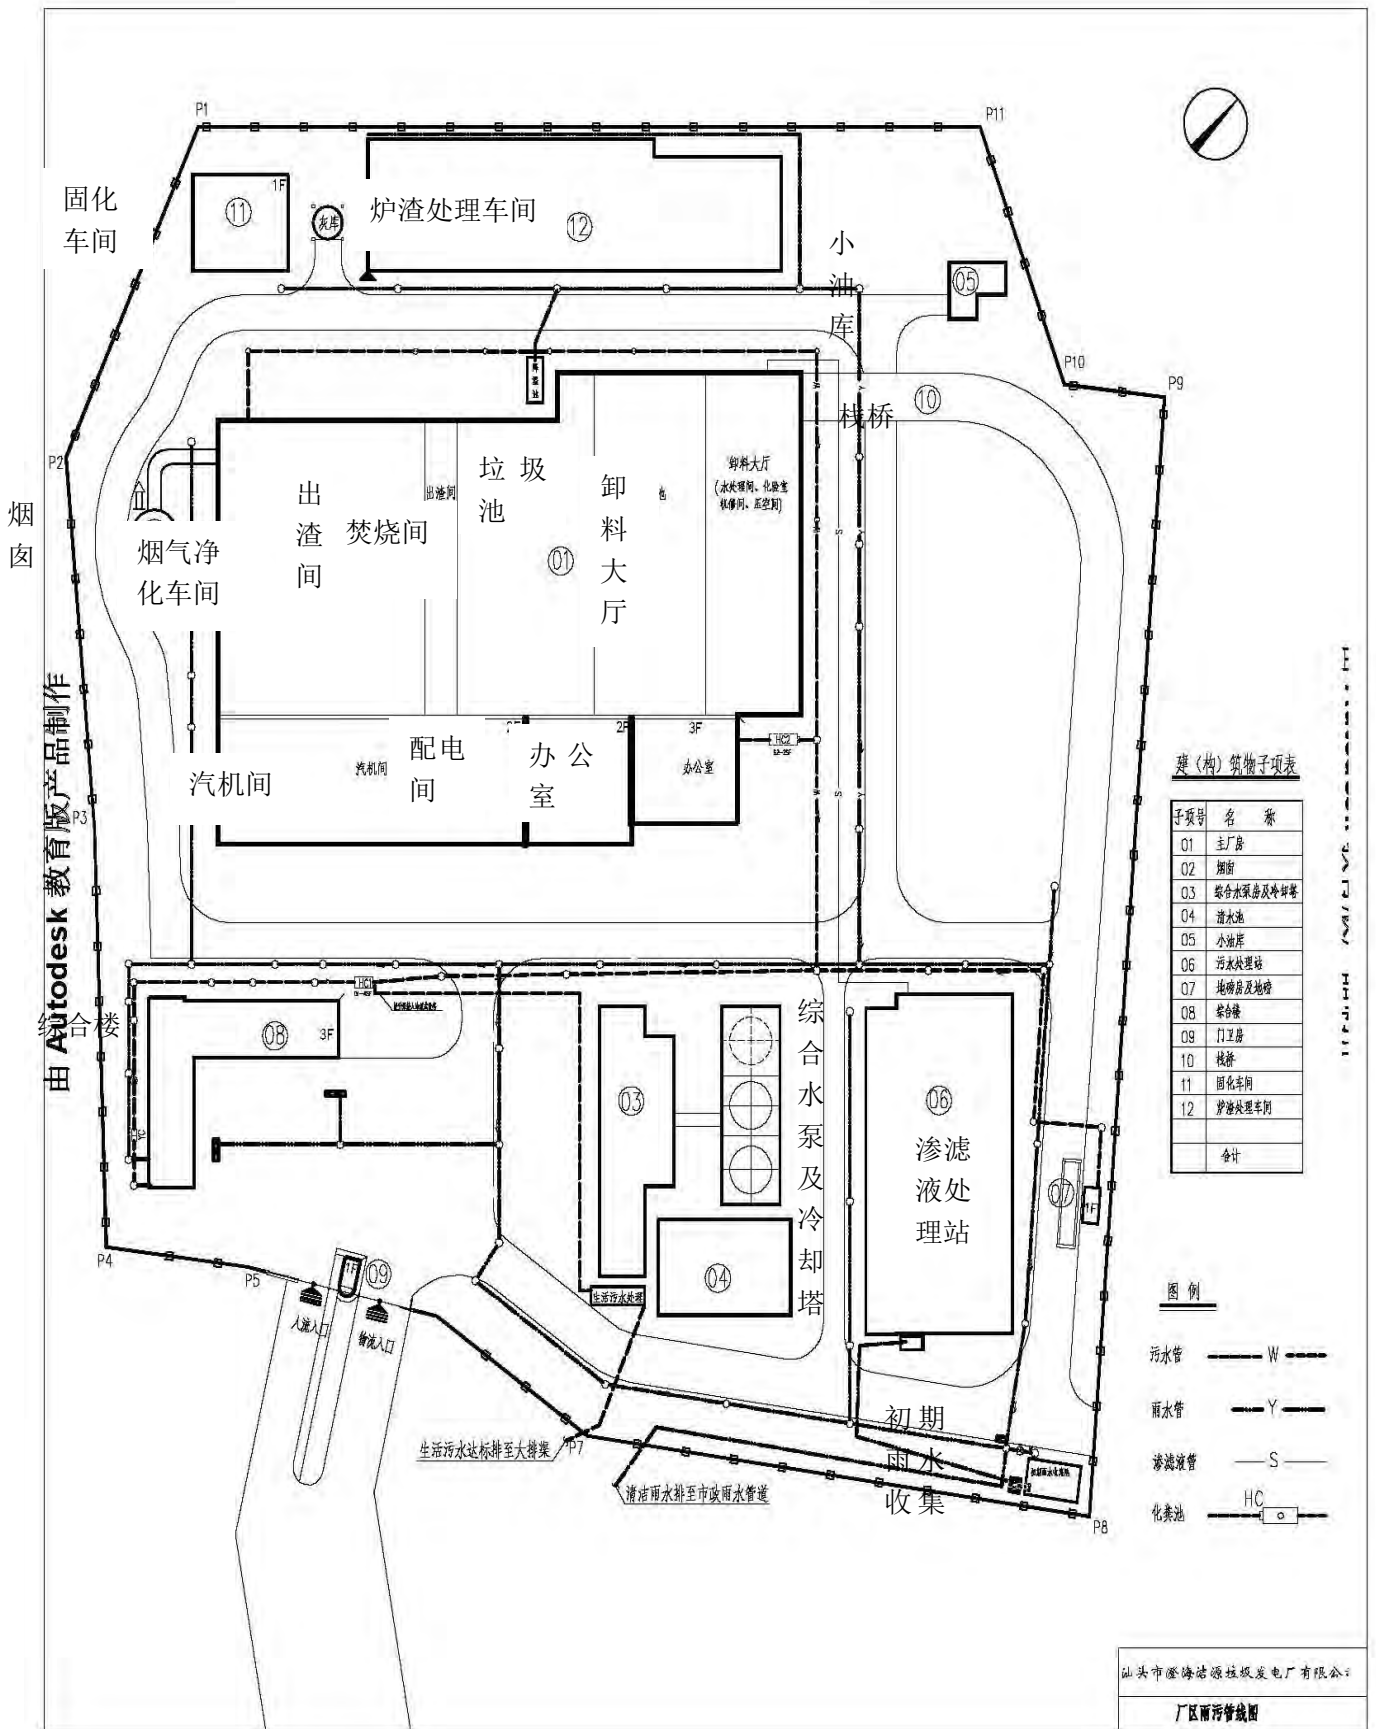 P1
P11
固化
车间
1F
11
灰库
炉渣处理车间
12
小
油
库
05
P10
P9
栈桥
10
P2
烟
囱
烟气净
化车间
出
渣
间
焚烧间
出渣间
垃圾
池
01
卸
料
大
厅
卸料大厅
(水处理间、化验室
机修间、压空间)
W
Y
S
W
S
Y
W
Y
由 Autodesk 教育版产品制作
P3
汽机间
汽机间
配电
间
2F
办公
室
3F
办公室
HC2
建（构）筑物子项表
子项号 名 称
01 主厂房
02 烟囱
03 综合水泵房及冷却塔
04 清水池
05 小油库
06 污水处理站
07 地磅房及地磅
08 综合楼
09 门卫房
10 栈桥
11 固化车间
12 炉渣处理车间
合计
综合楼
HC1
08
3F
03
综
合
水
泵
及
冷
却
塔
06
渗滤
液处
理站
07
1F
04
P4
P5
1F
09
人流入口
物流入口
生活污水处理
生活污水达标排至大排渠
P7
清洁雨水排至市政雨水管道
初期
雨水
收集
P8
图例
污水管 W
雨水管 Y
渗滤液管 S
化粪池 HC
汕头市澄海洁源垃圾发电厂有限公
厂区雨污管线图